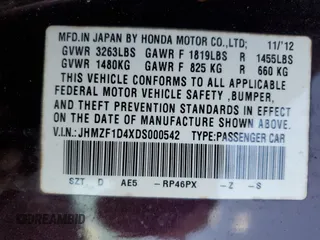 MFD.IN JAPAN BY HONDA MOTOR CO.,LTD; 11/'12
GVWR 3263LBS GAWR F 1819LBS R 1455LBS
GVWR 1480KG GAWR F 825 KG R 660 KG
THIS VEHICLE CONFORMS TO ALL APPLICABLE
FEDERAL MOTOR VEHICLE SAFETY ,BUMPER,
AND THEFT PREVENTION STANDARDS IN EFFECT
ON THE DATE OF MANUFACTURE SHOWN ABOVE.
V.I.N:JHMZF1D4XDS000542 TYPE:PASSENGER CAR
SZT D AE5 -RP46PX -Z -S
DREAMBID